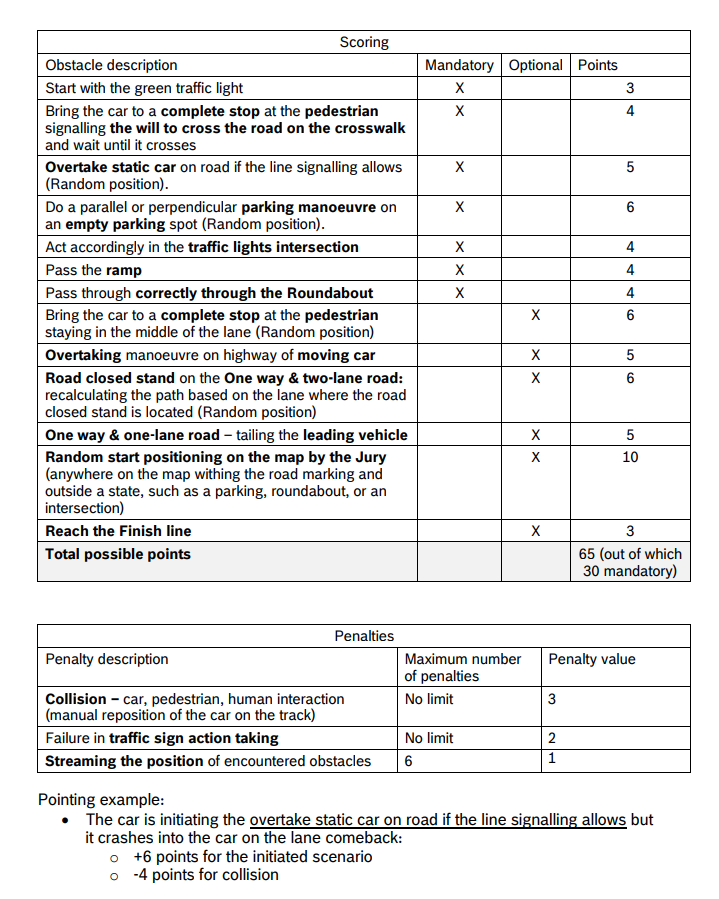 Scoring
Obstacle description Mandatory Optional Points
Start with the green traffic light X 3
Bring the car to a complete stop at the pedestrian X 4
signalling the will to cross the road on the crosswalk
and wait until it crosses
Overtake static car on road if the line signalling allows X 5
(Random position).
Do a parallel or perpendicular parking manoeuvre on X 6
an empty parking spot (Random position).
Act accordingly in the traffic lights intersection X 4
Pass the ramp X 4
Pass through correctly through the Roundabout X 4
Bring the car to a complete stop at the pedestrian X 6
staying in the middle of the lane (Random position)
Overtaking manoeuvre on highway of moving car X 5
Road closed stand on the One way & two-lane road: X 6
recalculating the path based on the lane where the road
closed stand is located (Random position)
One way & one-lane road – tailing the leading vehicle X 5
Random start positioning on the map by the Jury X 10
(anywhere on the map withing the road marking and
outside a state, such as a parking, roundabout, or an
intersection)
Reach the Finish line X 3
Total possible points 65 (out of which
30 mandatory)
Penalties
Penalty description Maximum number Penalty value
of penalties
Collision – car, pedestrian, human interaction No limit 3
(manual reposition of the car on the track)
Failure in traffic sign action taking No limit 2
Streaming the position of encountered obstacles 6 1
Pointing example:
• The car is initiating the overtake static car on road if the line signalling allows but
it crashes into the car on the lane comeback:
o +6 points for the initiated scenario
o -4 points for collision